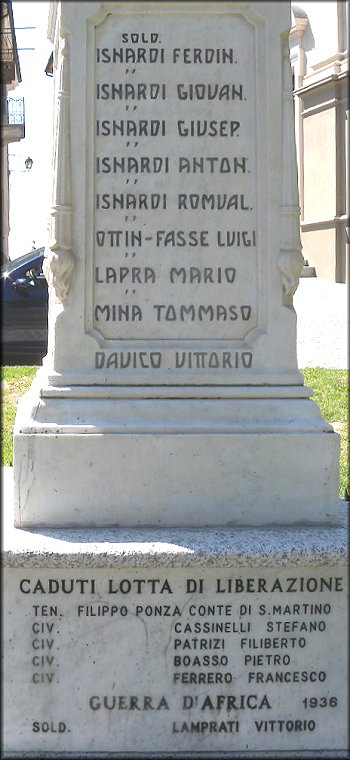 SOLD.
ISNARDI FERDIN.
,,
ISNARDI GIOVAN.
,,
ISNARDI GIUSEP.
,,
ISNARDI ANTON.
,,
ISNARDI ROMUAL.
,,
OTTIN-FASSE LUIGI
,,
LAPRA MARIO
,,
MINA TOMMASO
DAVICO VITTORIO
CADUTI LOTTA DI LIBERAZIONE
TEN. FILIPPO PONZA CONTE DI S. MARTINO
CIV. CASSINELLI STEFANO
CIV. PATRIZI FILIBERTO
CIV. BOASSO PIETRO
CIV. FERRERO FRANCESCO
GUERRA D'AFRICA 1936
SOLD. LAMPRATI VITTORIO